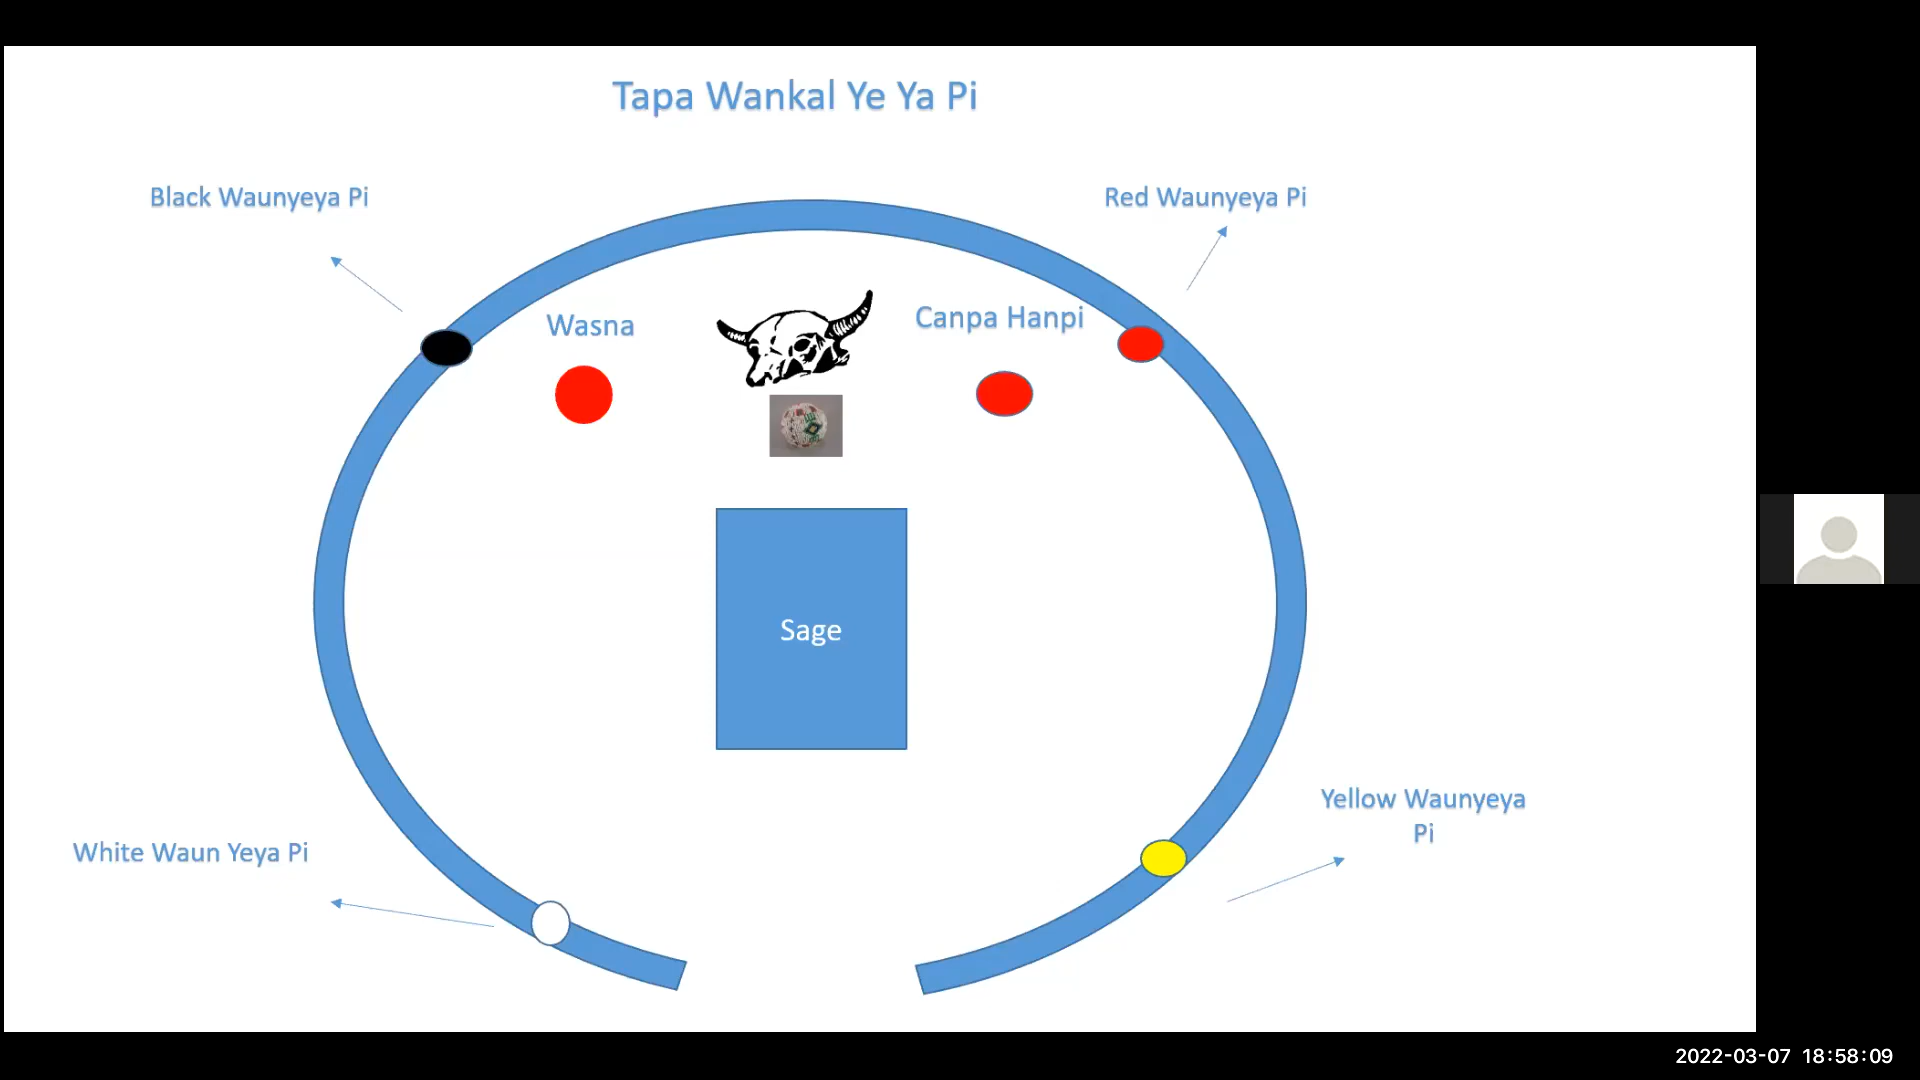 Tapa Wankal Ye Ya Pi
Black Waunyeya Pi
Red Waunyeya Pi
Wasna
Canpa Hanpi
Sage
Yellow Waunyeya
Pi
White Waun Yeya Pi
2022-03-07 18:58:09